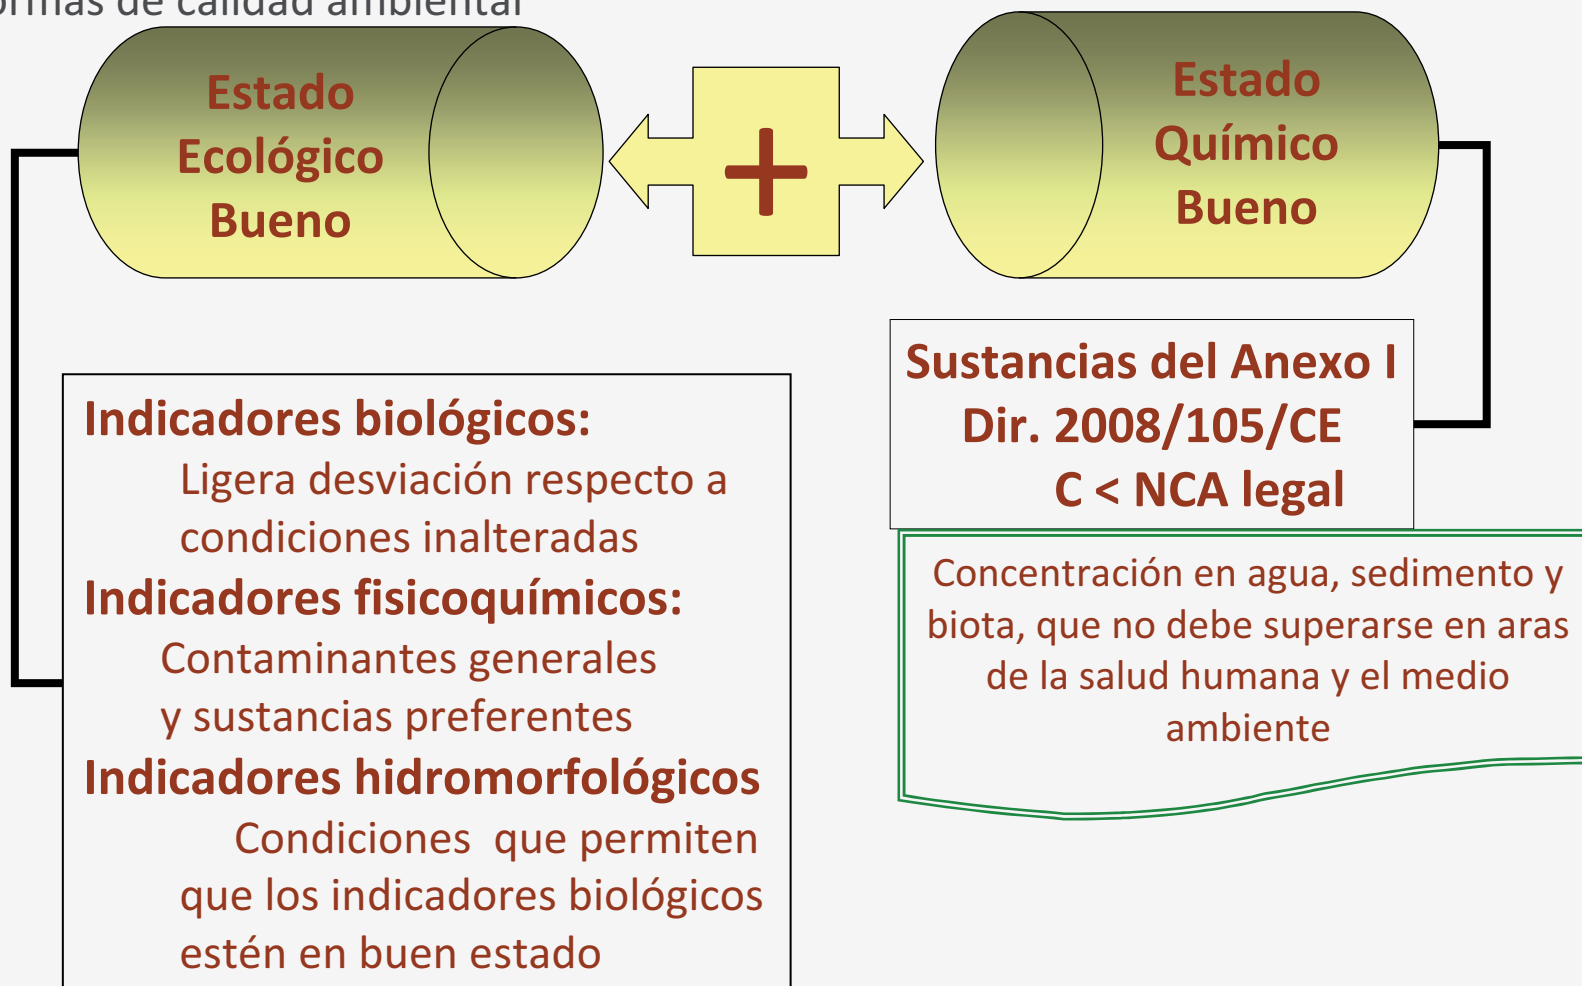 de calidad ambiental
Estado
Ecológico
Bueno
+
Estado
Químico
Bueno
Sustancias del Anexo I
Dir. 2008/105/CE
C < NCA legal
Indicadores biológicos:
Ligera desviación respecto a
condiciones inalteradas
Indicadores fisicoquímicos:
Contaminantes generales
y sustancias preferentes
Indicadores hidromorfológicos
Condiciones que permiten
que los indicadores biológicos
estén en buen estado
Concentración en agua, sedimento y
biota, que no debe superarse en aras
de la salud humana y el medio
ambiente